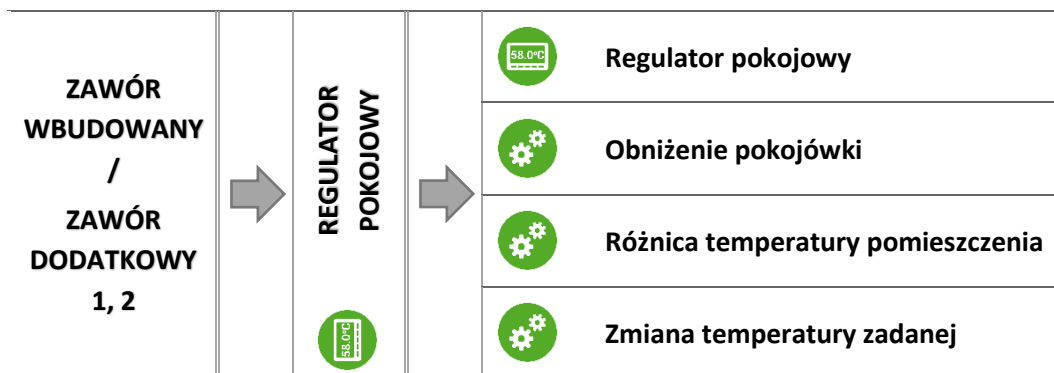 ZAWÓR
WBUDOWANY
/
ZAWÓR
DODATKOWY
1, 2
REGULATOR
POKOJOWY
58.0°C
58.0°C
Regulator pokojowy
Obniżenie pokojówki
Różnica temperatury pomieszczenia
Zmiana temperatury zadanej